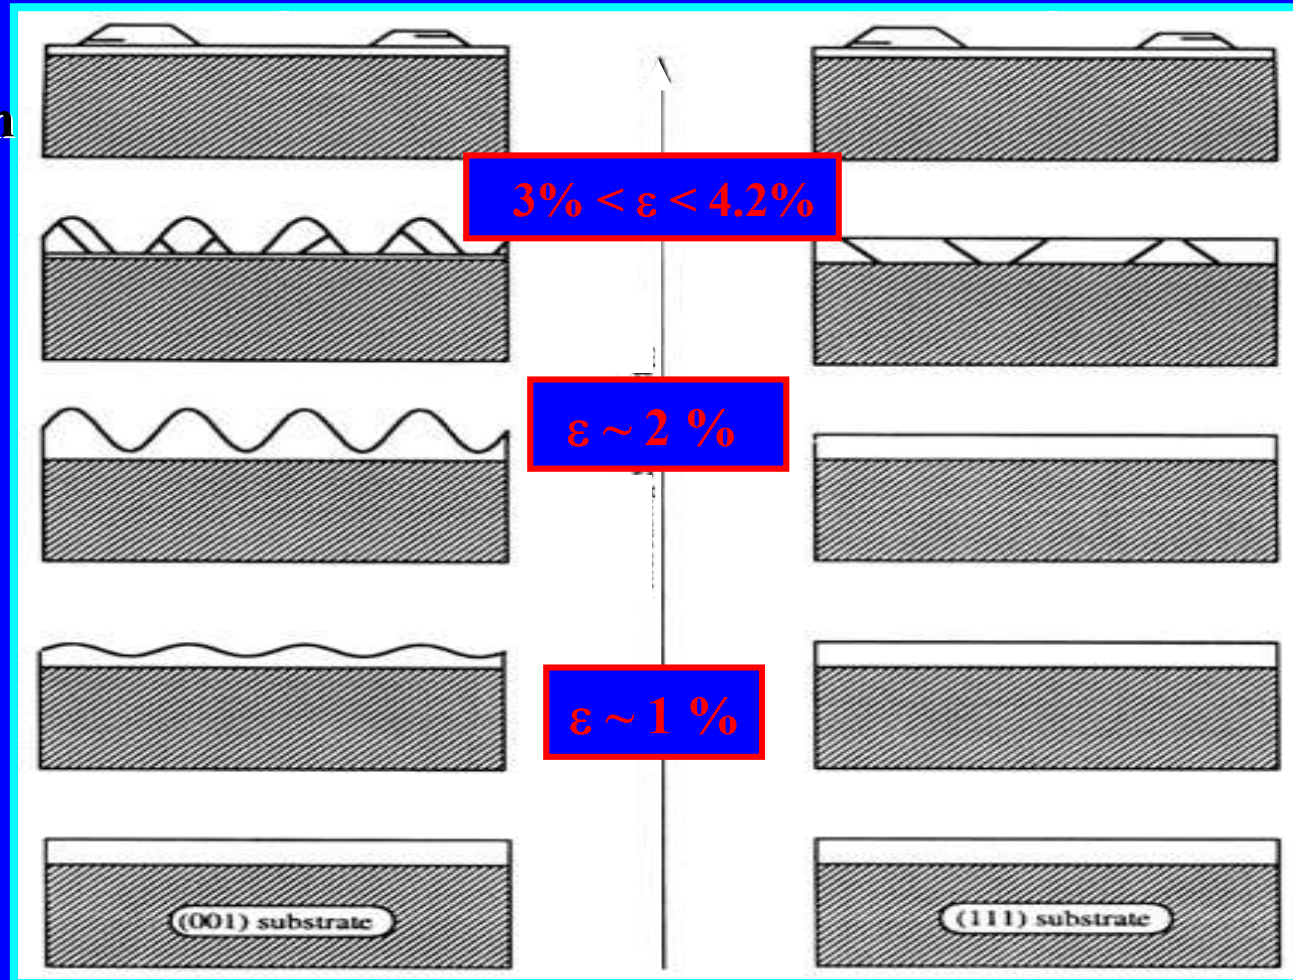 3% < ε < 4.2%
ε ~ 2 %
ε ~ 1 %
(001) substrate
(111) substrate